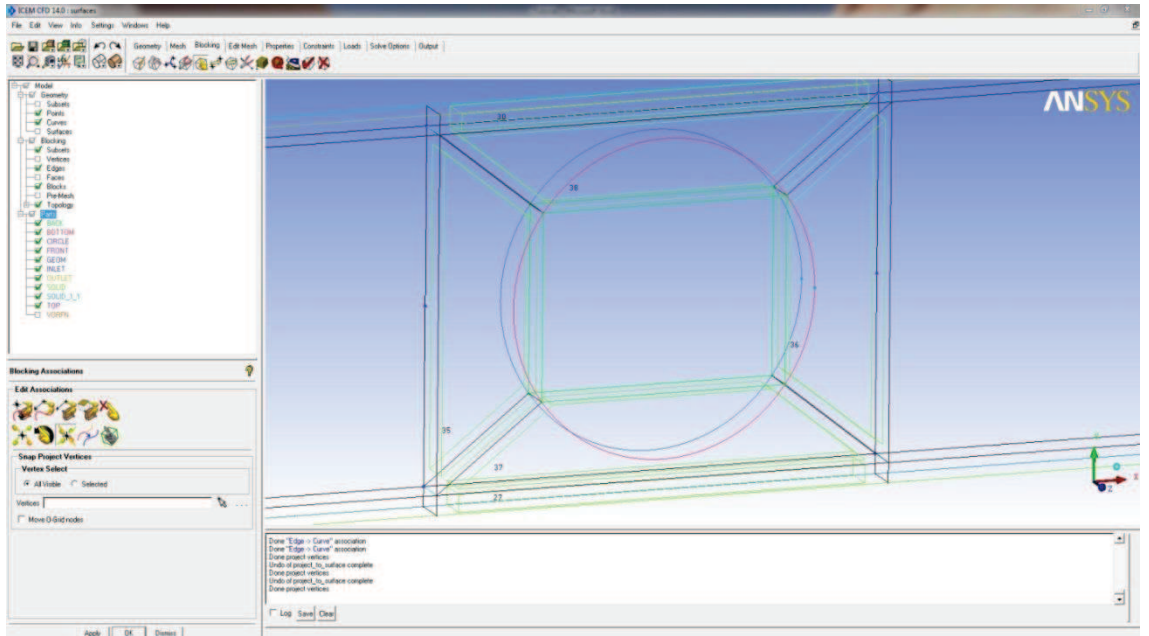 ICEM CFD 14.0 : surfaces
File Edit View Info Settings Windows Help
Geometry Mesh Blocking Edit Mesh Properties Constraints Loads Solve Options Output
Model
Geometry
Subsets
Points
Curves
Surfaces
Blocking
Subsets
Vertices
Edges
Faces
Blocks
Pre-Mesh
Topology
Parts
BACK
BOTTOM
CIRCLE
FRONT
GEOM
INLET
OUTLET
SOLID
SOLID_1_1
TOP
VORFN
ANSYS
38
36
35
37
27
Y
X
Z
Blocking Associations
Edit Associations
Snap Project Vertices
Vertex Select
All Visible Selected
Vertices
Move O-Grid nodes
Apply OK Dismiss
Done "Edge -> Curve" association
Done "Edge -> Curve" association
Done project vertices
Undo of project_to_surface complete
Done project vertices
Undo of project_to_surface complete
Done project vertices
Log Save Clear